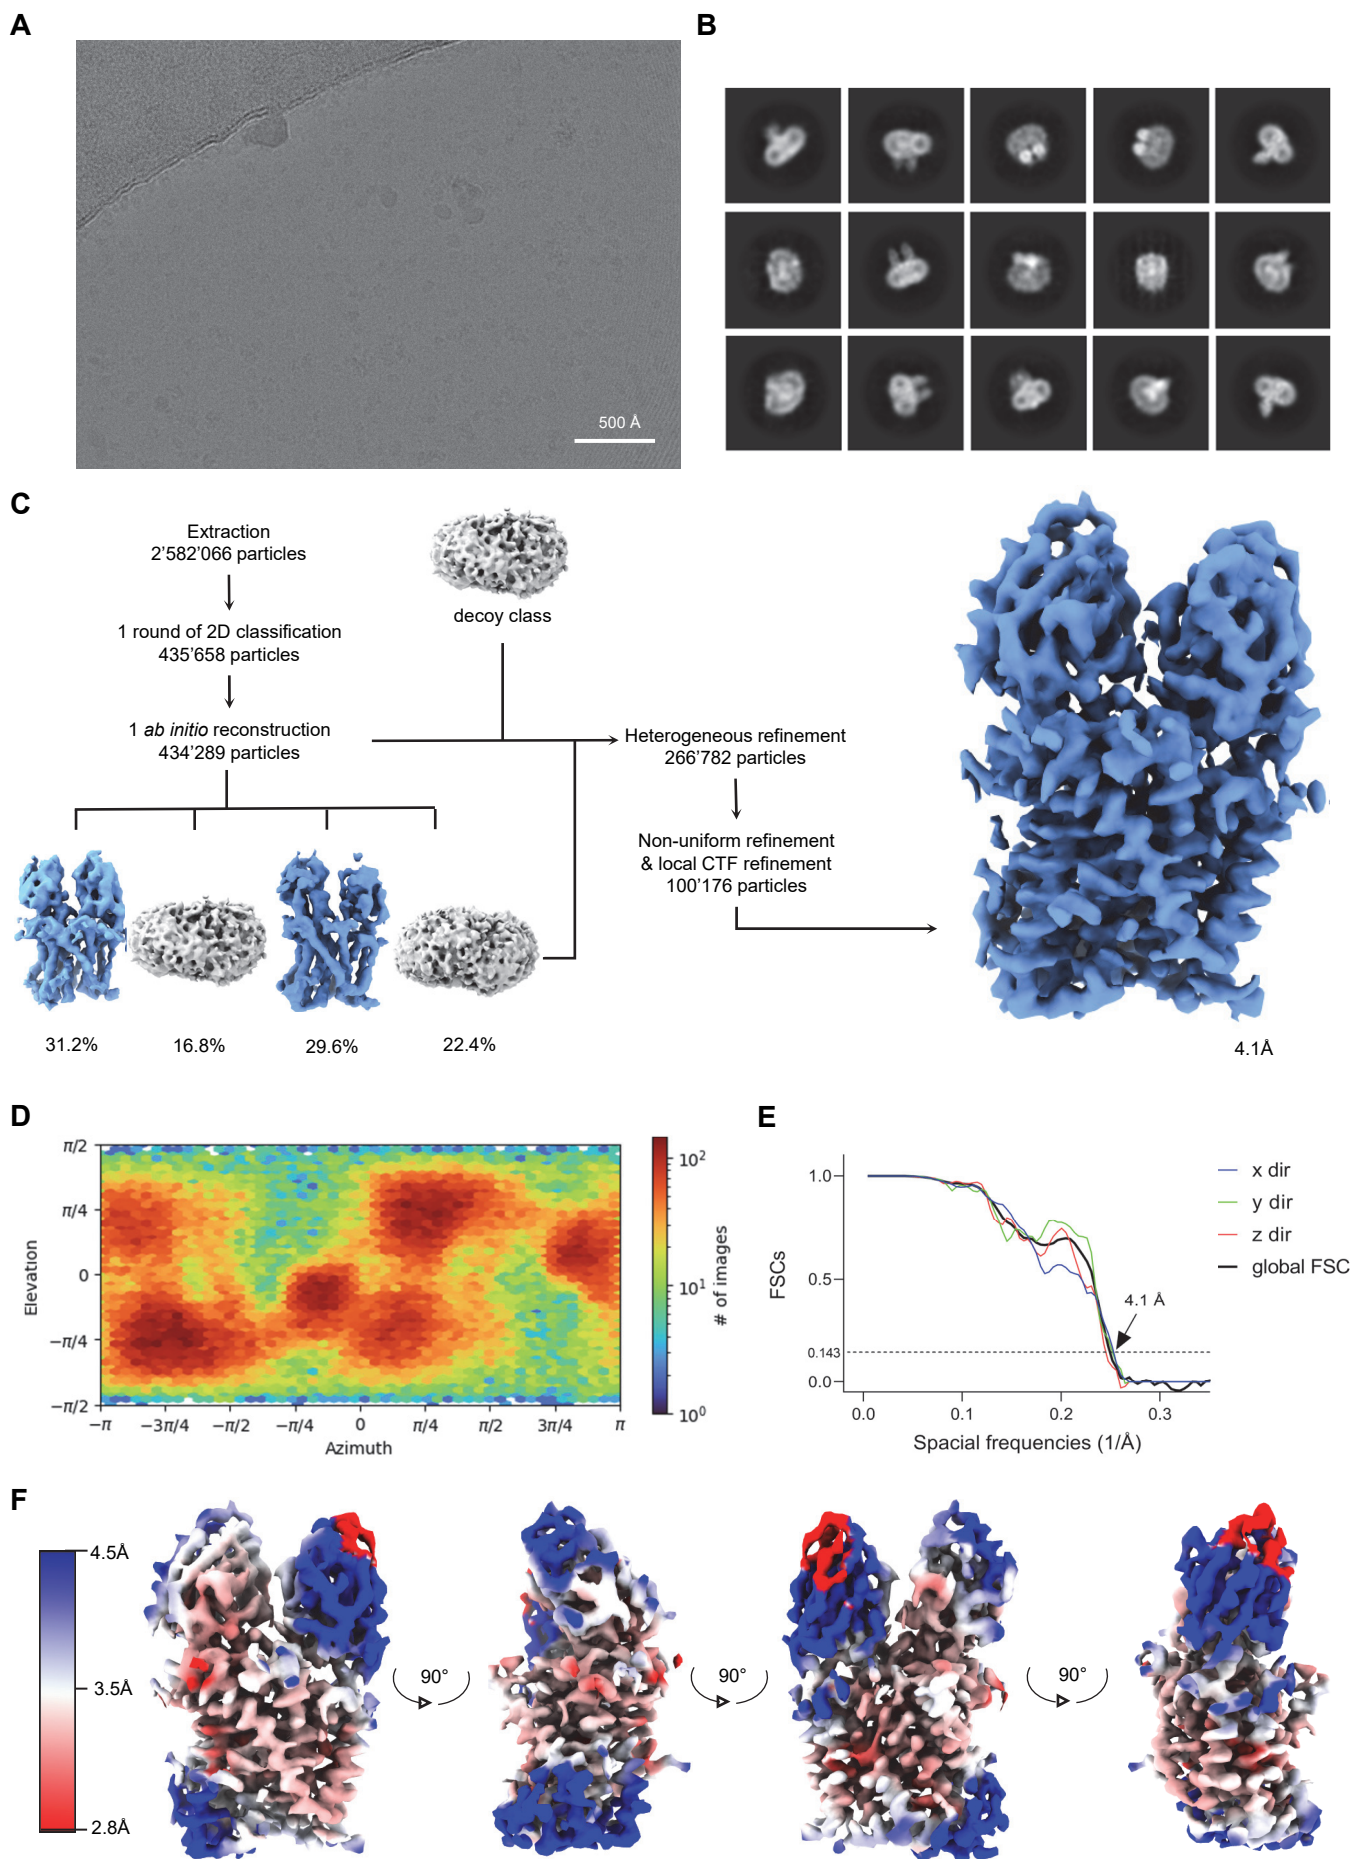 A
B
500 Å
C
Extraction
2'582'066 particles
1 round of 2D classification
435'658 particles
1 ab initio reconstruction
434'289 particles
decoy class
Heterogeneous refinement
266'782 particles
Non-uniform refinement
& local CTF refinement
100'176 particles
31.2%
16.8%
29.6%
22.4%
4.1Å
D
Elevation
π/2
π/4
0
−π/4
−π/2
−π
−3π/4
−π/2
−π/4
0
π/4
π/2
3π/4
π
Azimuth
10²
10¹
10⁰
# of images
E
FSCs
1.0
0.5
0.143
0.0
0.0
0.1
0.2
0.3
Spacial frequencies (1/Å)
4.1 Å
x dir
y dir
z dir
global FSC
F
4.5Å
3.5Å
2.8Å
90°
90°
90°